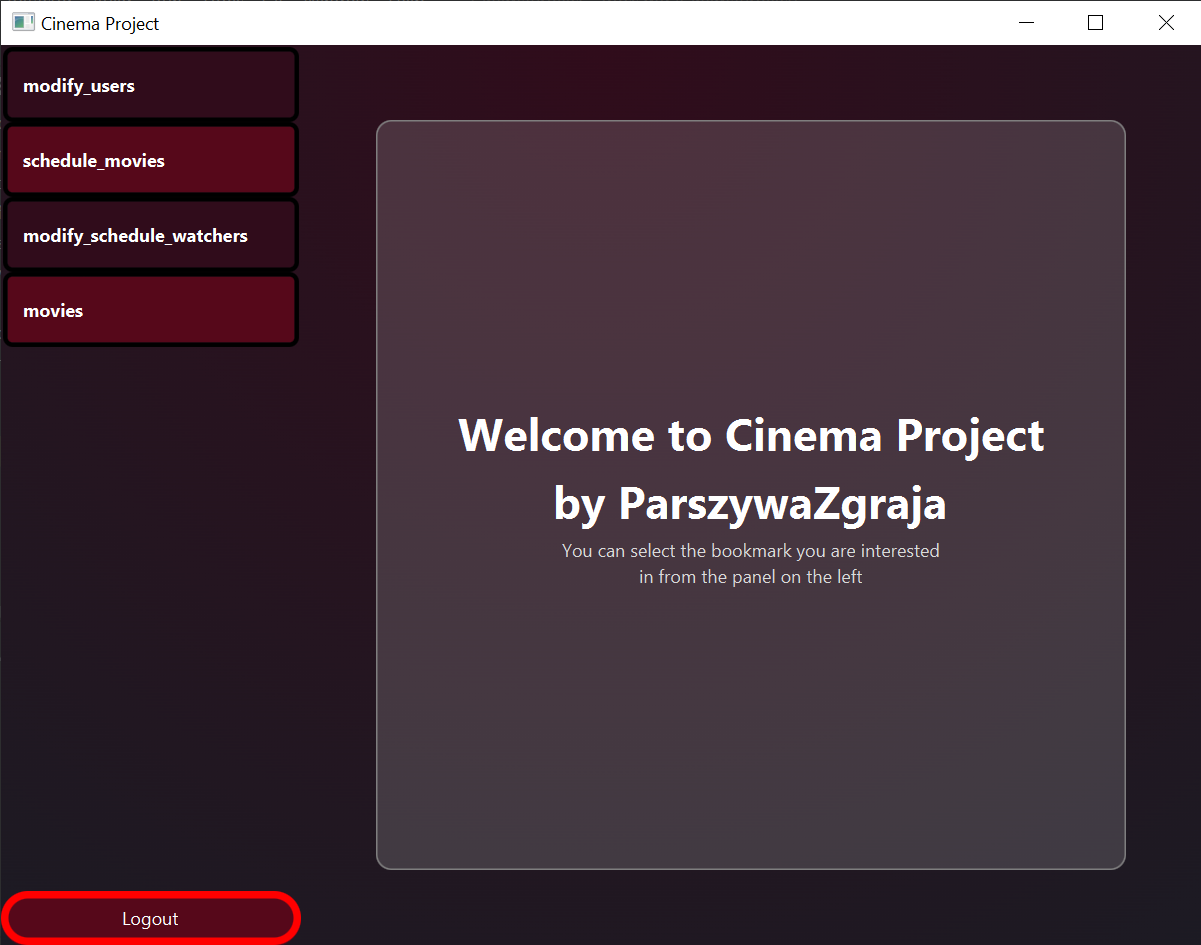 Cinema Project
modify_users
schedule_movies
modify_schedule_watchers
movies
Welcome to Cinema Project
by ParszywaZgraja
You can select the bookmark you are interested
in from the panel on the left
Logout